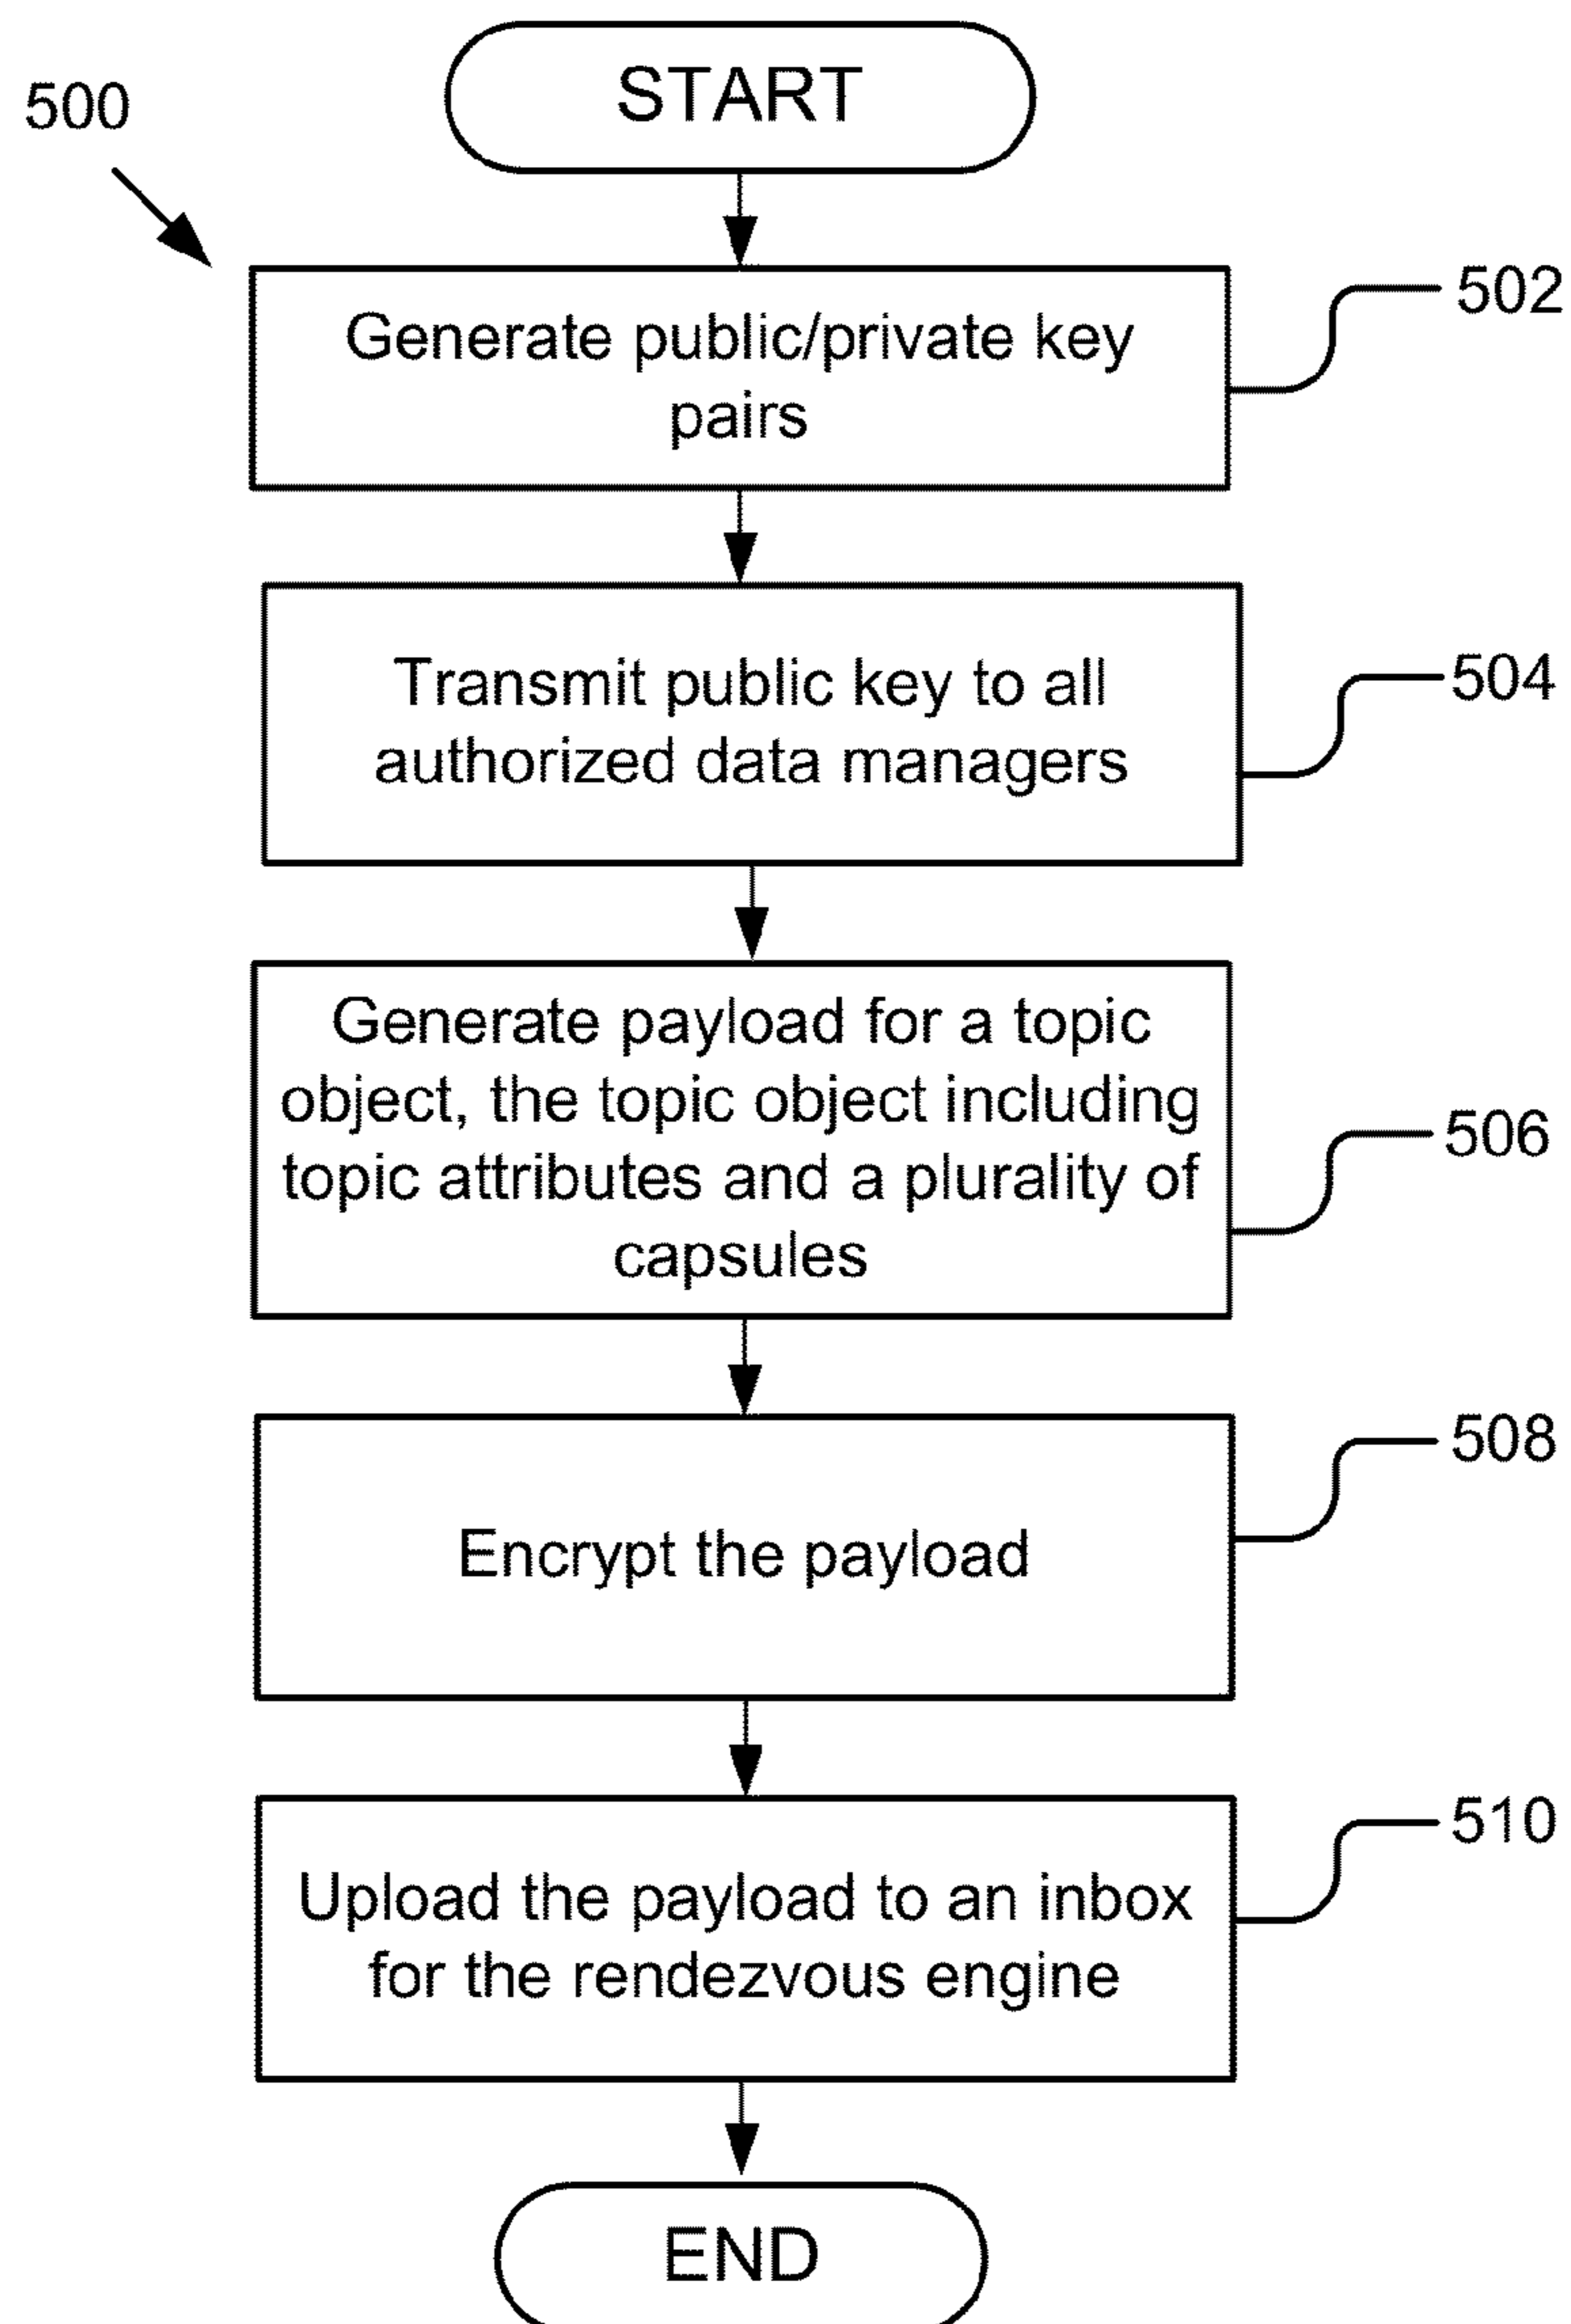 START
500
Generate public/private key
pairs
502
Transmit public key to all
authorized data managers
504
Generate payload for a topic
object, the topic object including
topic attributes and a plurality of
capsules
506
Encrypt the payload
508
Upload the payload to an inbox
for the rendezvous engine
510
END